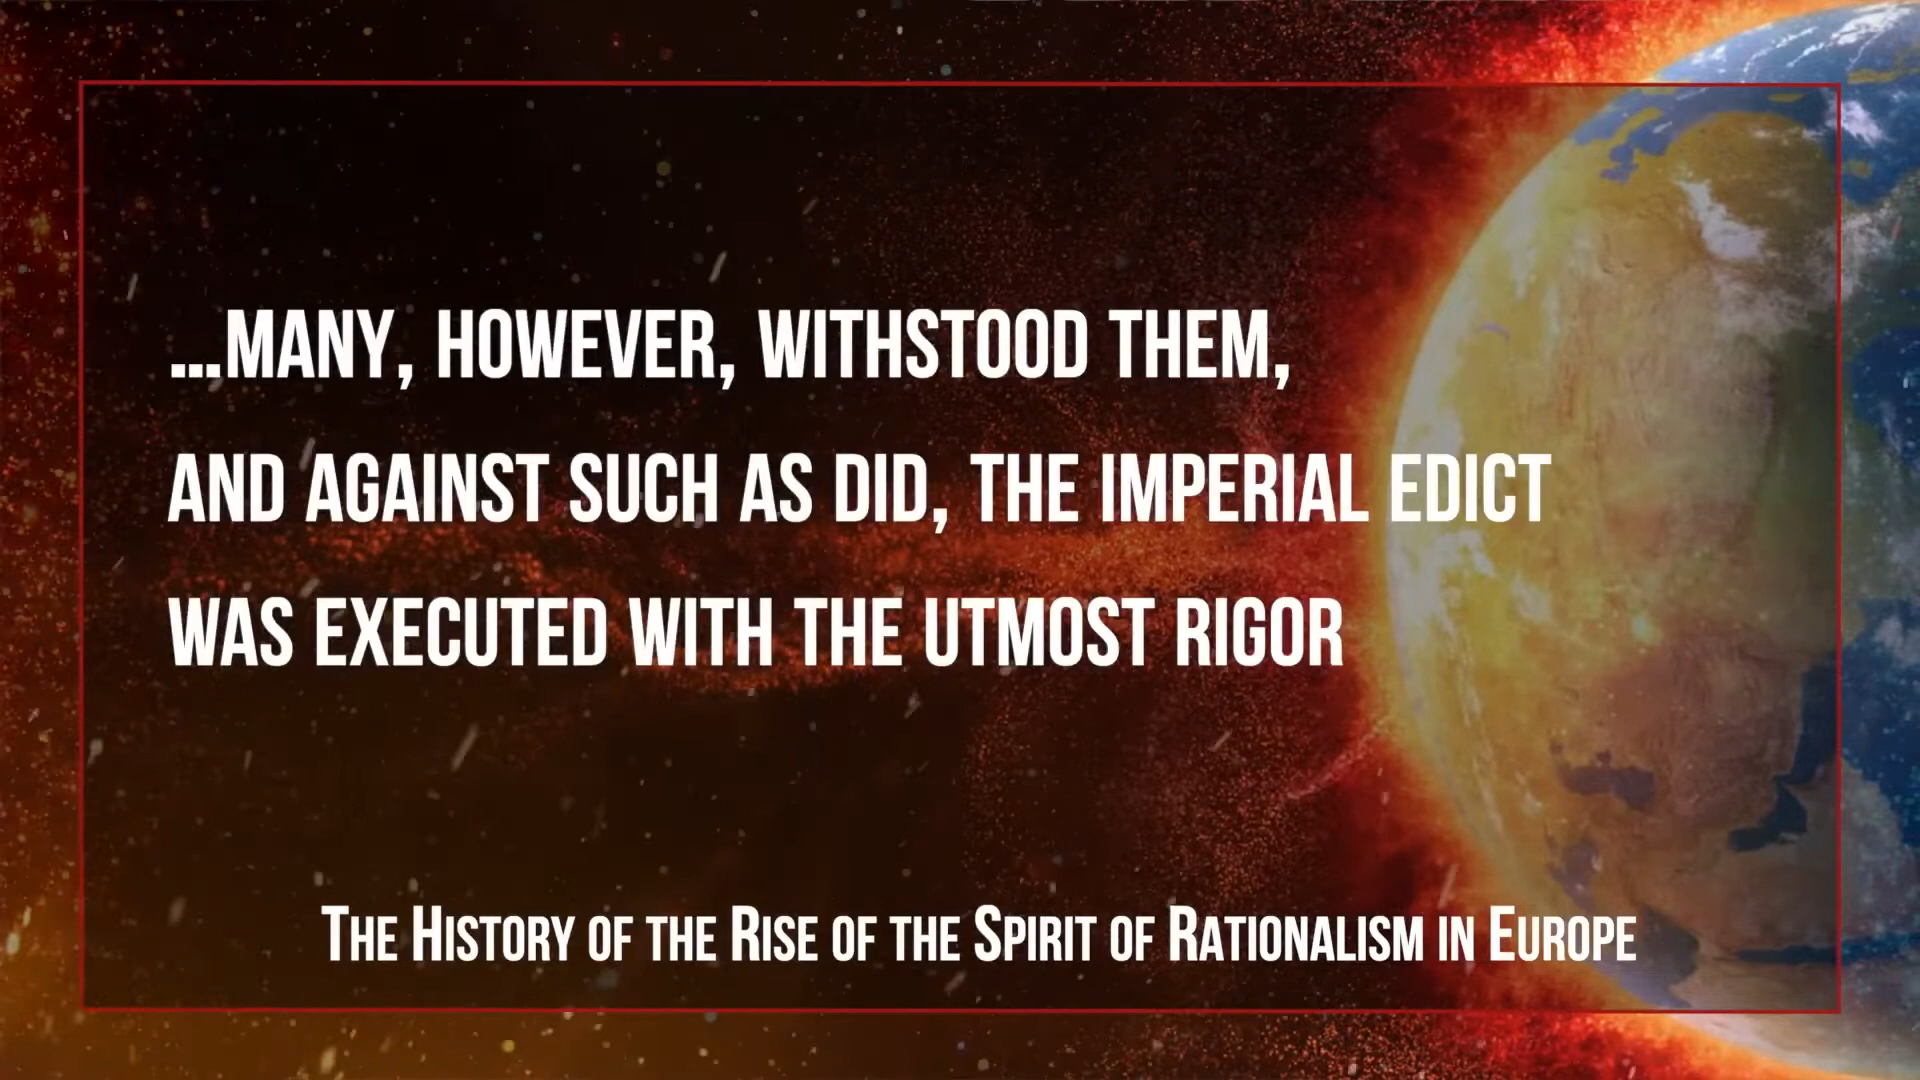 ...MANY, HOWEVER, WITHSTOOD THEM,
AND AGAINST SUCH AS DID, THE IMPERIAL EDICT
WAS EXECUTED WITH THE UTMOST RIGOR
THE HISTORY OF THE RISE OF THE SPIRIT OF RATIONALISM IN EUROPE